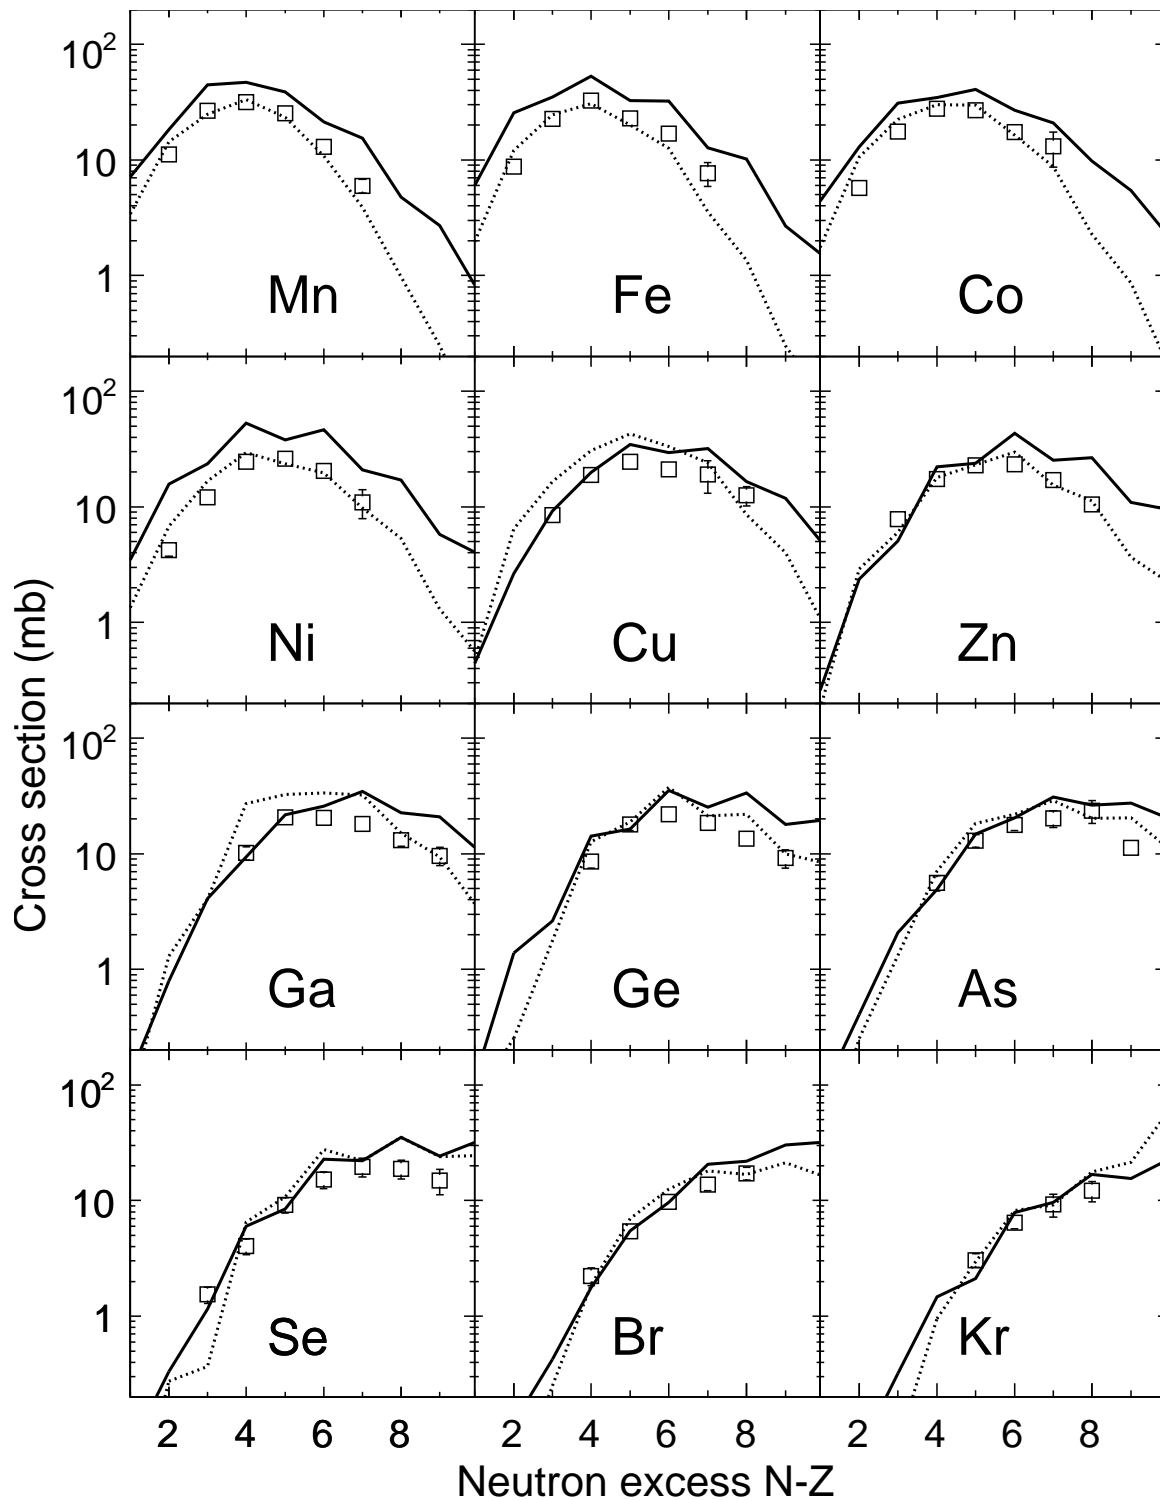 10²
10
1
Mn
Fe
Co
10²
10
1
Ni
Cu
Zn
10²
10
1
Ga
Ge
As
10²
10
1
Se
Br
Kr
2 4 6 8 2 4 6 8 2 4 6 8
Neutron excess N-Z
Cross section (mb)